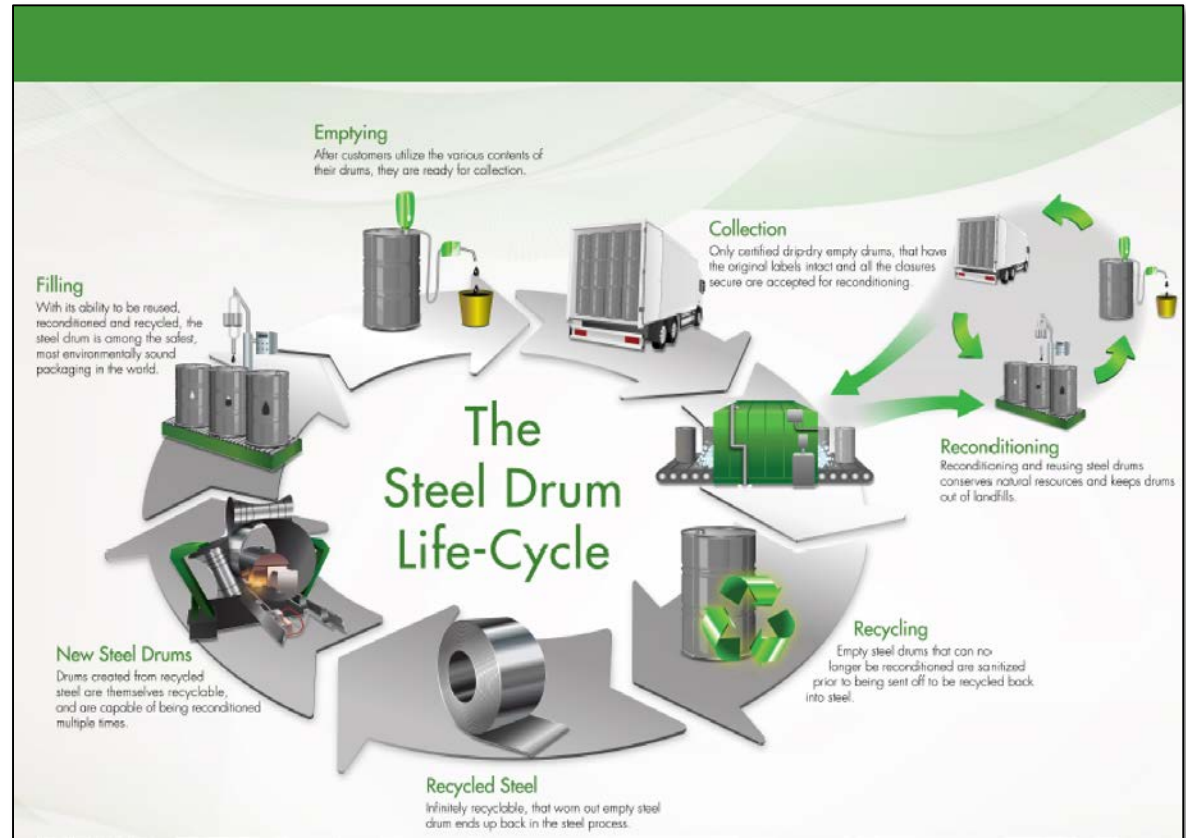 Emptying
After customers utilize the various contents of
their drums, they are ready for collection.
Collection
Only certified drip-dry empty drums, that have
the original labels intact and all the closures
secure are accepted for reconditioning.
Filling
With its ability to be reused,
reconditioned and recycled, the
steel drum is among the safest,
most environmentally sound
packaging in the world.
The
Steel Drum
Life-Cycle
Reconditioning
Reconditioning and reusing steel drums
conserves natural resources and keeps drums
out of landfills.
Recycling
Empty steel drums that can no
longer be reconditioned are sanitized
prior to being sent off to be recycled back
into steel.
New Steel Drums
Drums created from recycled
steel are themselves recyclable,
and are capable of being reconditioned
multiple times.
Recycled Steel
Infinitely recyclable, that worn out empty steel
drum ends up back in the steel process.